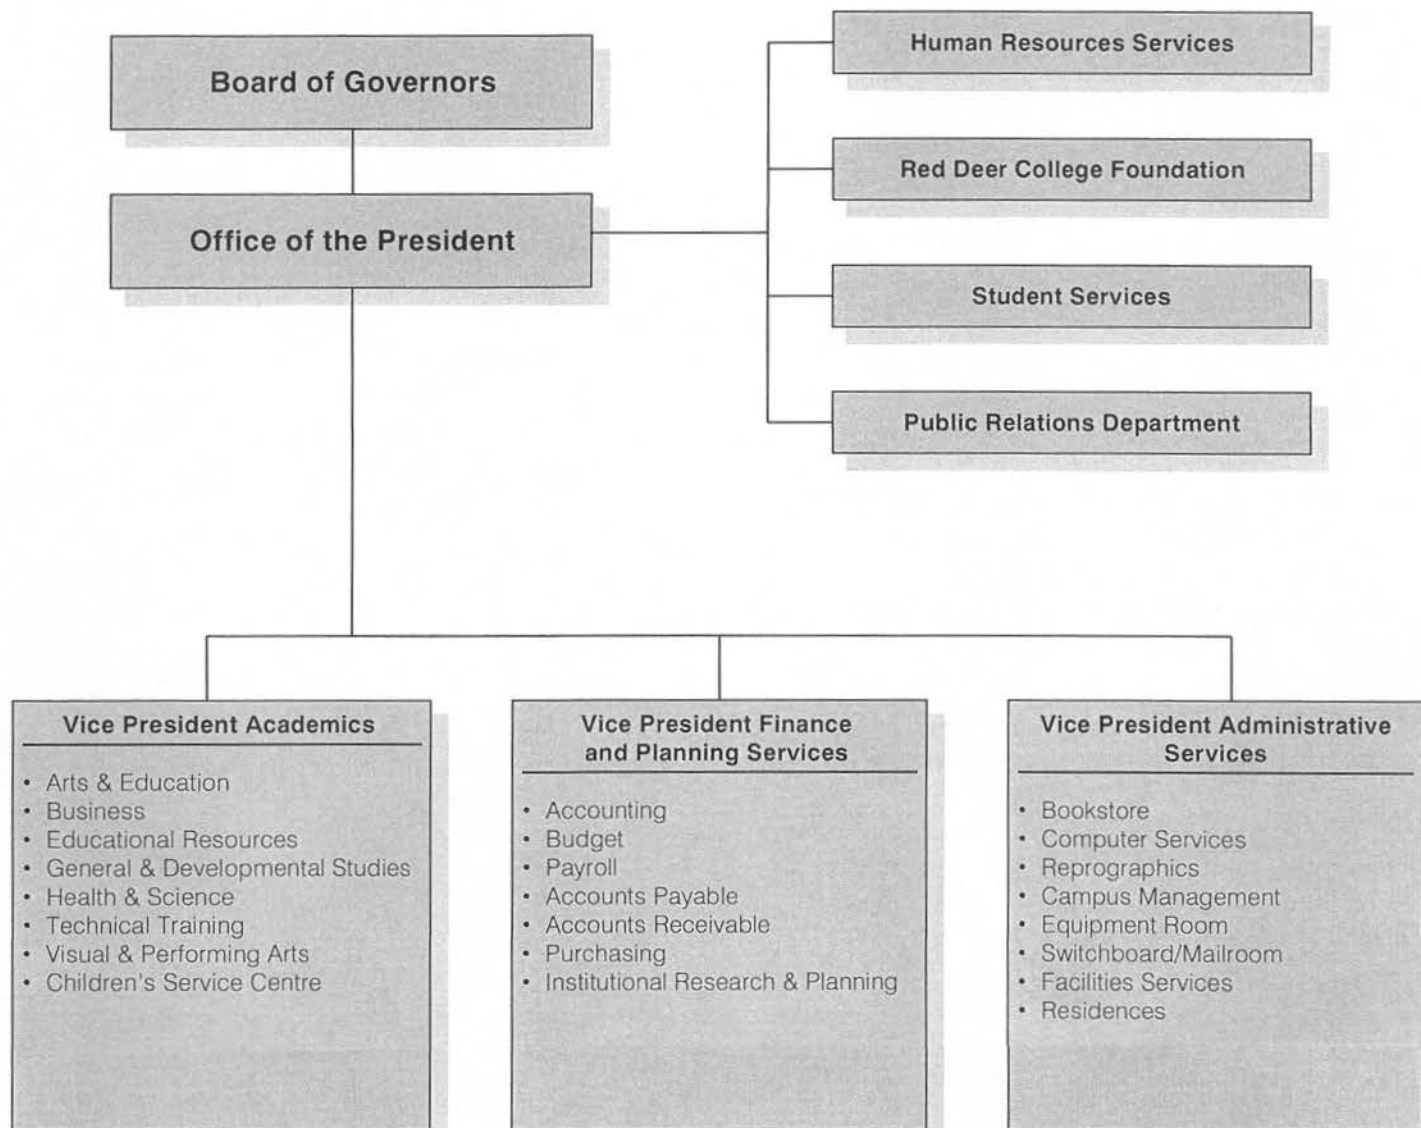 Board of Governors
Office of the President
Human Resources Services
Red Deer College Foundation
Student Services
Public Relations Department
Vice President Academics
• Arts & Education
• Business
• Educational Resources
• General & Developmental Studies
• Health & Science
• Technical Training
• Visual & Performing Arts
• Children's Service Centre
Vice President Finance
and Planning Services
• Accounting
• Budget
• Payroll
• Accounts Payable
• Accounts Receivable
• Purchasing
• Institutional Research & Planning
Vice President Administrative
Services
• Bookstore
• Computer Services
• Reprographics
• Campus Management
• Equipment Room
• Switchboard/Mailroom
• Facilities Services
• Residences